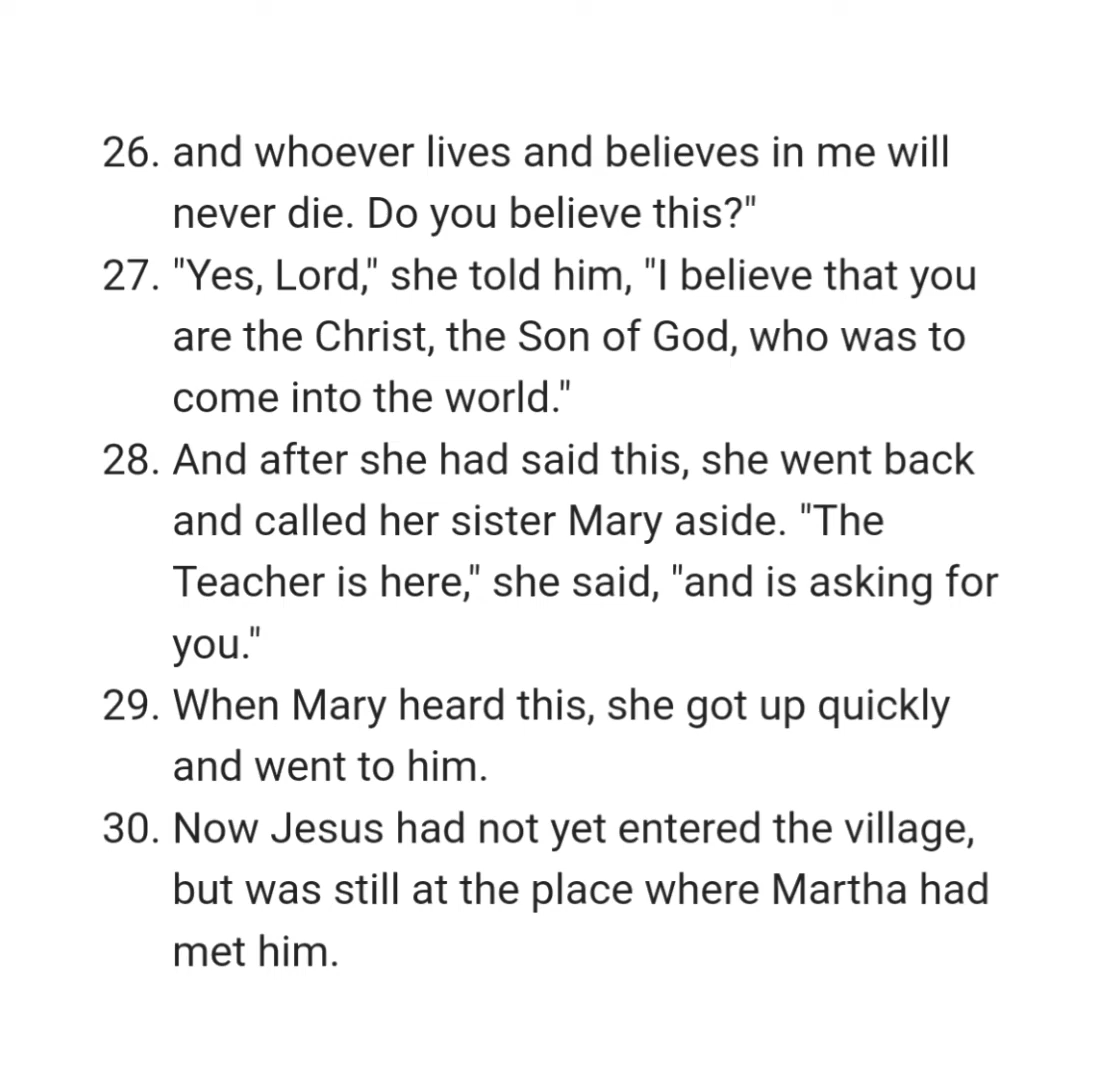 26. and whoever lives and believes in me will
never die. Do you believe this?"
27. "Yes, Lord," she told him, "I believe that you
are the Christ, the Son of God, who was to
come into the world."
28. And after she had said this, she went back
and called her sister Mary aside. "The
Teacher is here," she said, "and is asking for
you."
29. When Mary heard this, she got up quickly
and went to him.
30. Now Jesus had not yet entered the village,
but was still at the place where Martha had
met him.